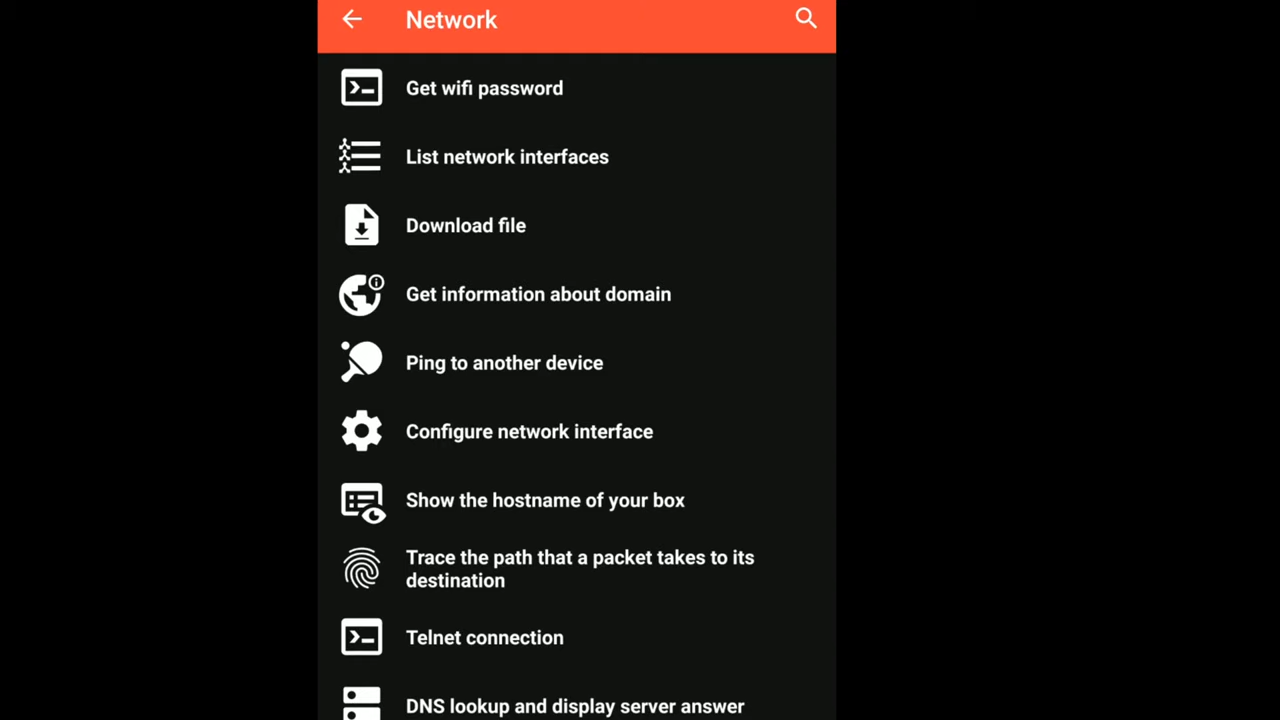 Network
Get wifi password
List network interfaces
Download file
Get information about domain
Ping to another device
Configure network interface
Show the hostname of your box
Trace the path that a packet takes to its
destination
Telnet connection
DNS lookup and display server answer